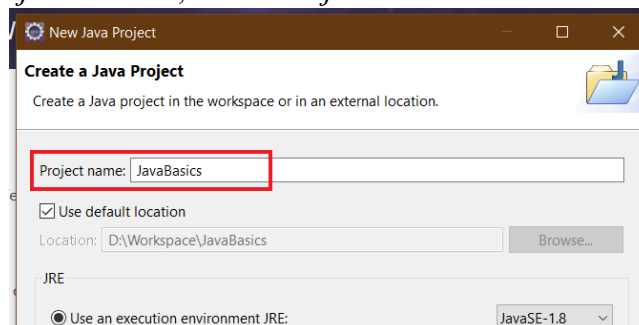 New Java Project
Create a Java Project
Create a Java project in the workspace or in an external location.
Project name: JavaBasics
Use default location
Location: D:\Workspace\JavaBasics Browse...
JRE
Use an execution environment JRE: JavaSE-1.8